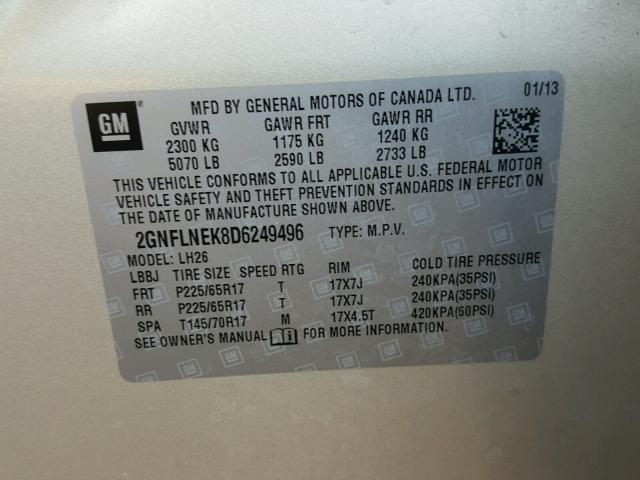 GM® MFD BY GENERAL MOTORS OF CANADA LTD. 01/13
GVWR GAWR FRT GAWR RR
2300 KG 1175 KG 1240 KG
5070 LB 2590 LB 2733 LB
THIS VEHICLE CONFORMS TO ALL APPLICABLE U.S. FEDERAL MOTOR
VEHICLE SAFETY AND THEFT PREVENTION STANDARDS IN EFFECT ON
THE DATE OF MANUFACTURE SHOWN ABOVE.
2GNFLNEK8D6249496 TYPE: M.P.V.
MODEL: LH26
LBBJ TIRE SIZE SPEED RTG RIM COLD TIRE PRESSURE
FRT P225/65R17 T 17X7J 240KPA(35PSI)
RR P225/65R17 T 17X7J 240KPA(35PSI)
SPA T145/70R17 M 17X4.5T 420KPA(60PSI)
SEE OWNER'S MANUAL FOR MORE INFORMATION.